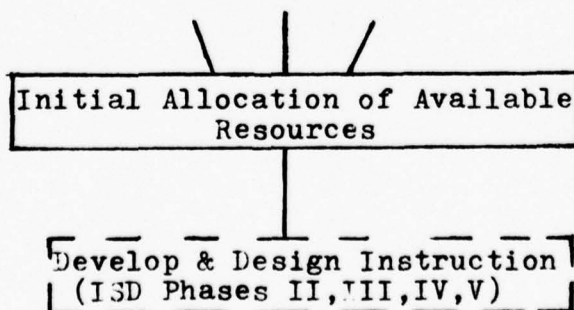 Initial Allocation of Available
Resources
Develop & Design Instruction
(ISD Phases II,III,IV,V)